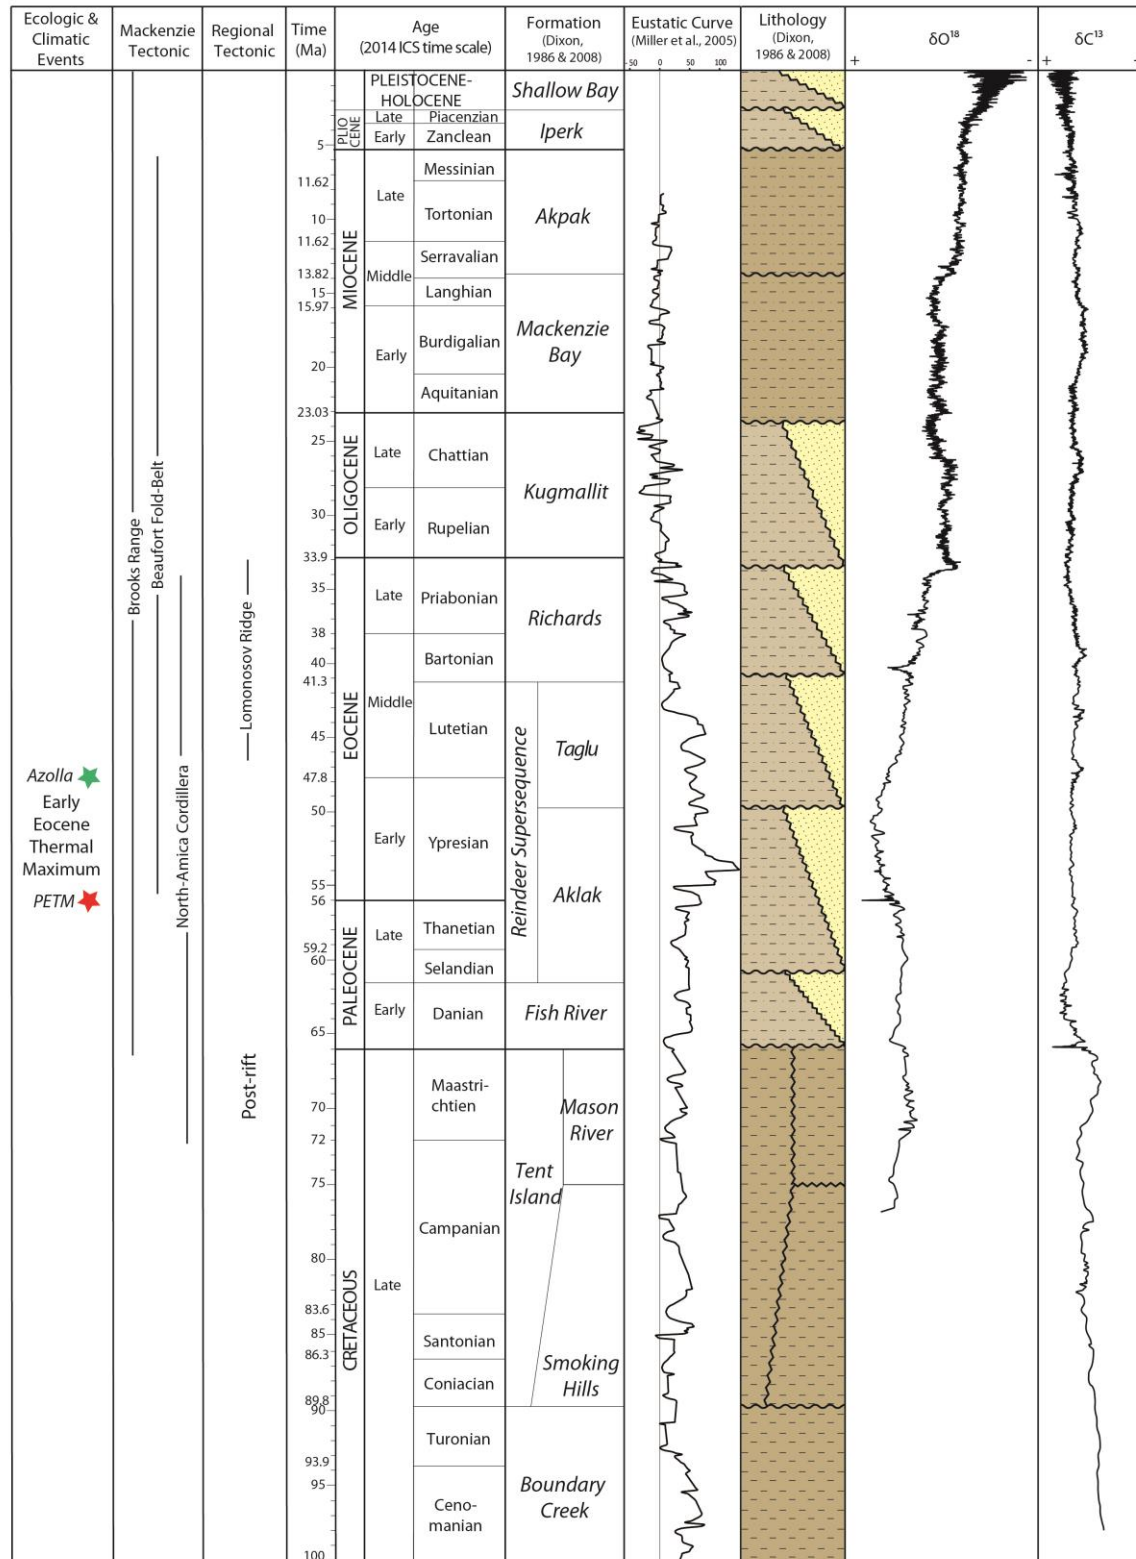 Ecologic &
Climatic
Events
Mackenzie
Tectonic
Regional
Tectonic
Time
(Ma)
Age
(2014 ICS time scale)
Formation
(Dixon,
1986 & 2008)
Eustatic Curve
(Miller et al., 2005)
-50 0 50 100
Lithology
(Dixon,
1986 & 2008)
δO¹⁸
+ -
δC¹³
+ -
PLEISTOCENE-
HOLOCENE
Shallow Bay
PLIO
CENE
Late
Piacenzian
Early
Zanclean
Iperk
5
MIOCENE
Late
Messinian
11.62
Tortonian
10
Akpak
11.62
Middle
Serravalian
13.82
Langhian
15
15.97
Early
Burdigalian
Mackenzie
Bay
20
Aquitanian
23.03
OLIGOCENE
25
Late
Chattian
Kugmallit
30
Early
Rupelian
33.9
EOCENE
35
Late
Priabonian
Richards
38
Bartonian
40
41.3
Middle
Lutetian
Reindeer Supersequence
Taglu
45
47.8
50
Early
Ypresian
Aklak
55
56
PALEOCENE
Late
Thanetian
59.2
60
Selandian
Early
Danian
Fish River
65
CRETACEOUS
Late
Maastri-
chtien
Mason
River
70
72
Tent
Island
75
Campanian
80
83.6
85
Santonian
86.3
Coniacian
Smoking
Hills
89.8
90
Turonian
93.9
95
Ceno-
manian
Boundary
Creek
100
Brooks Range
Beaufort Fold-Belt
North-Amica Cordillera
Lomonosov Ridge
Post-rift
Azolla
Early
Eocene
Thermal
Maximum
PETM